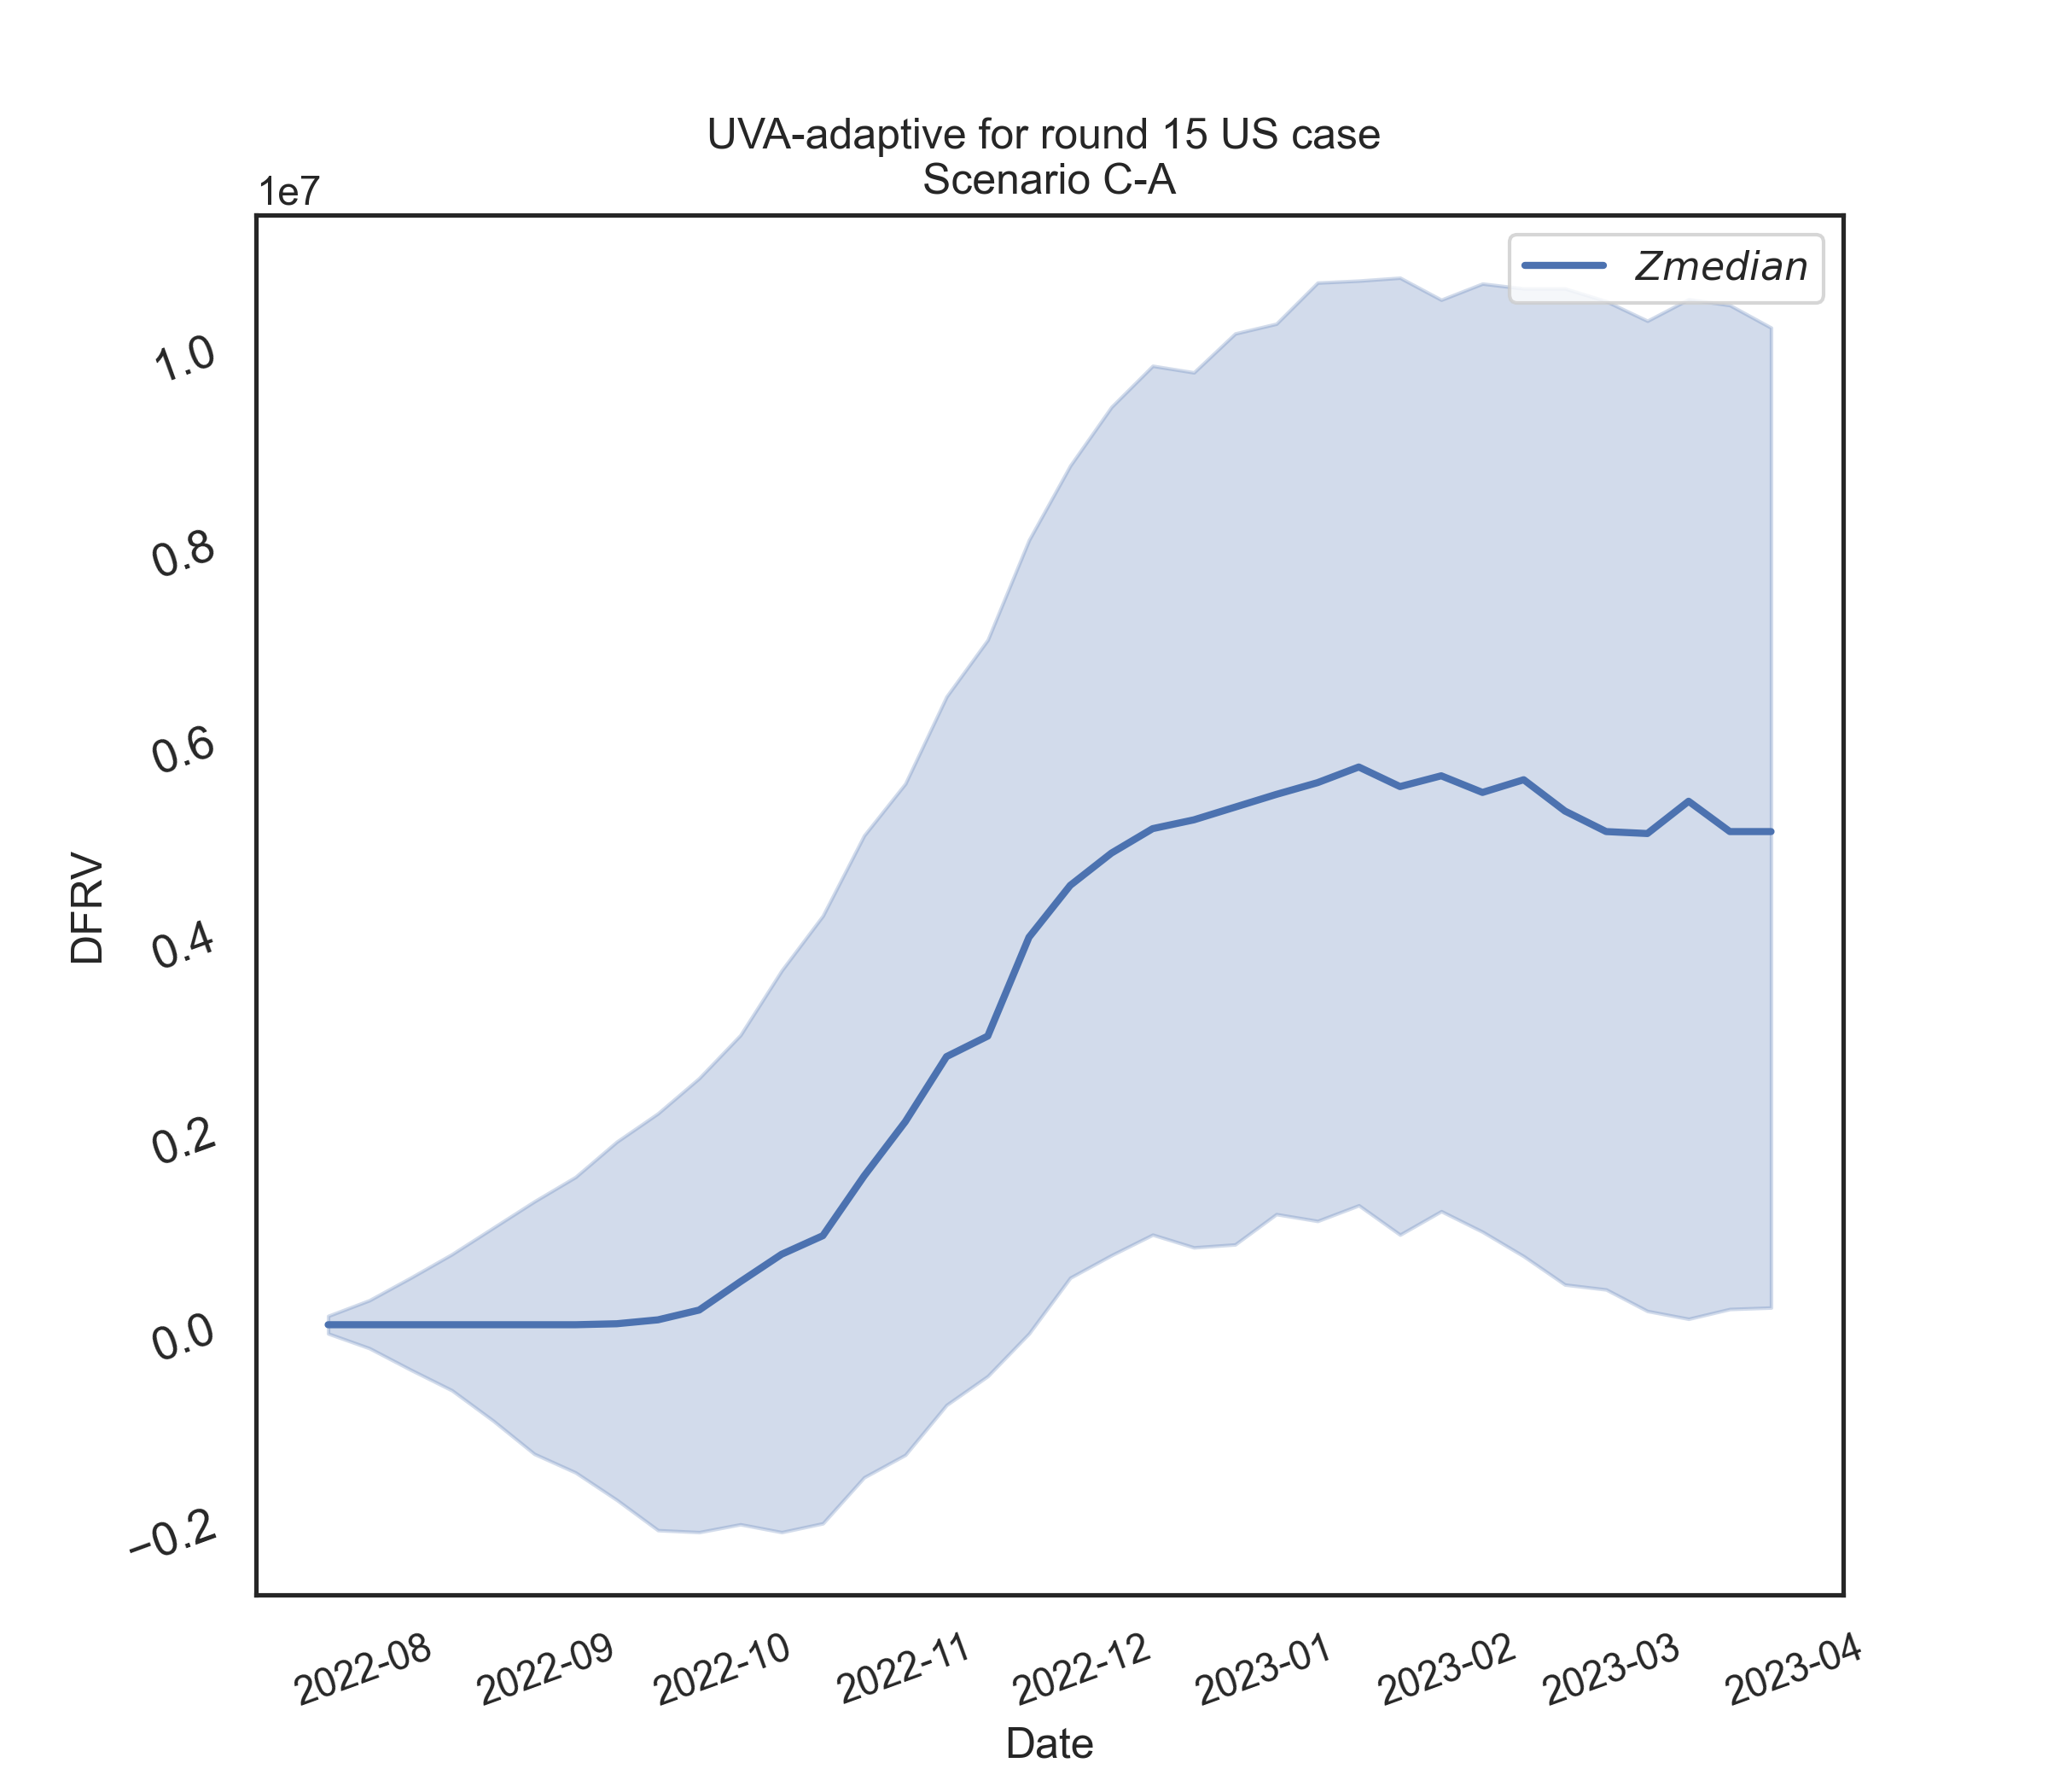 UVA-adaptive for round 15 US case
Scenario C-A
1e7
Zmedian
1.0
0.8
0.6
0.4
0.2
0.0
−0.2
DFRV
2022-08
2022-09
2022-10
2022-11
2022-12
2023-01
2023-02
2023-03
2023-04
Date